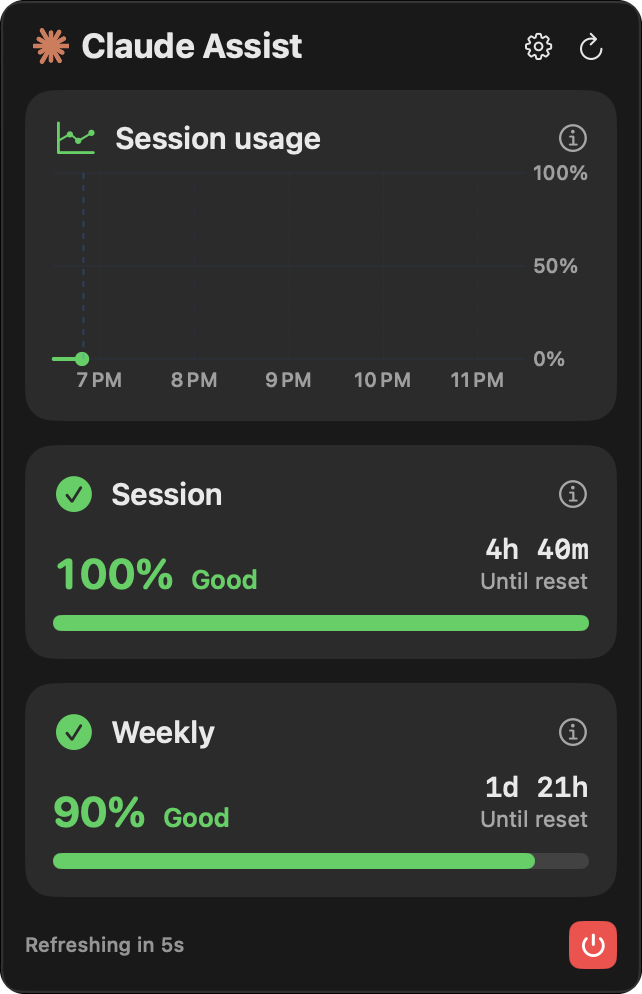 Claude Assist
Session usage
100%
50%
0%
7 PM 8 PM 9 PM 10 PM 11 PM
Session
4h 40m
100% Good
Until reset
Weekly
1d 21h
90% Good
Until reset
Refreshing in 5s